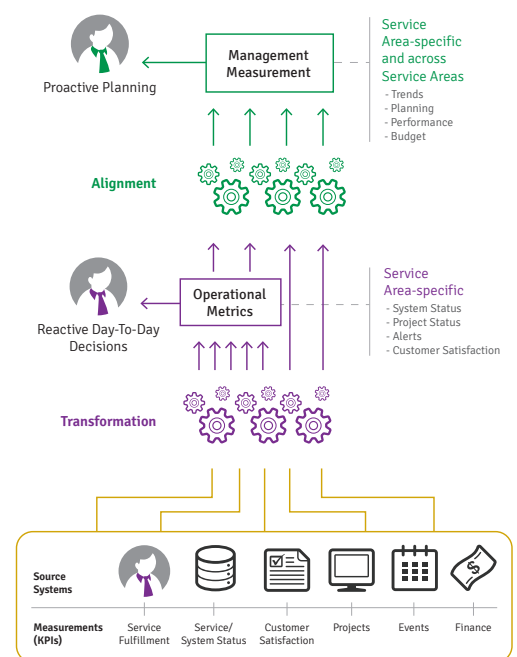 Service
Area-specific
and across
Service Areas
- Trends
- Planning
- Performance
- Budget
Management
Measurement
Proactive Planning
Alignment
Service
Area-specific
- System Status
- Project Status
- Alerts
- Customer Satisfaction
Operational
Metrics
Reactive Day-To-Day
Decisions
Transformation
Source
Systems
$
Measurements
(KPIs)
Service
Fulfillment
Service/
System Status
Customer
Satisfaction
Projects
Events
Finance